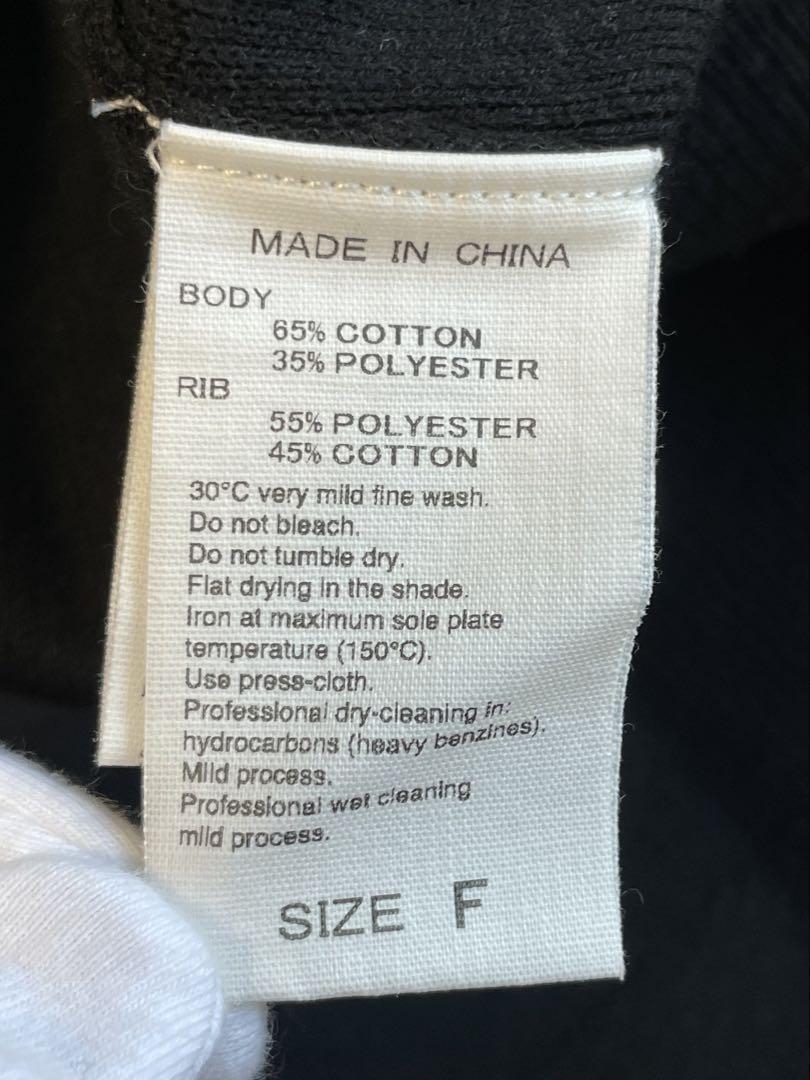 MADE IN CHINA
BODY
65% COTTON
35% POLYESTER
RIB
55% POLYESTER
45% COTTON
30°C very mild fine wash.
Do not bleach.
Do not tumble dry.
Flat drying in the shade.
Iron at maximum sole plate
temperature (150°C).
Use press-cloth.
Professional dry-cleaning in:
hydrocarbons (heavy benzines).
Mild process.
Professional wet cleaning
mild process.
SIZE F